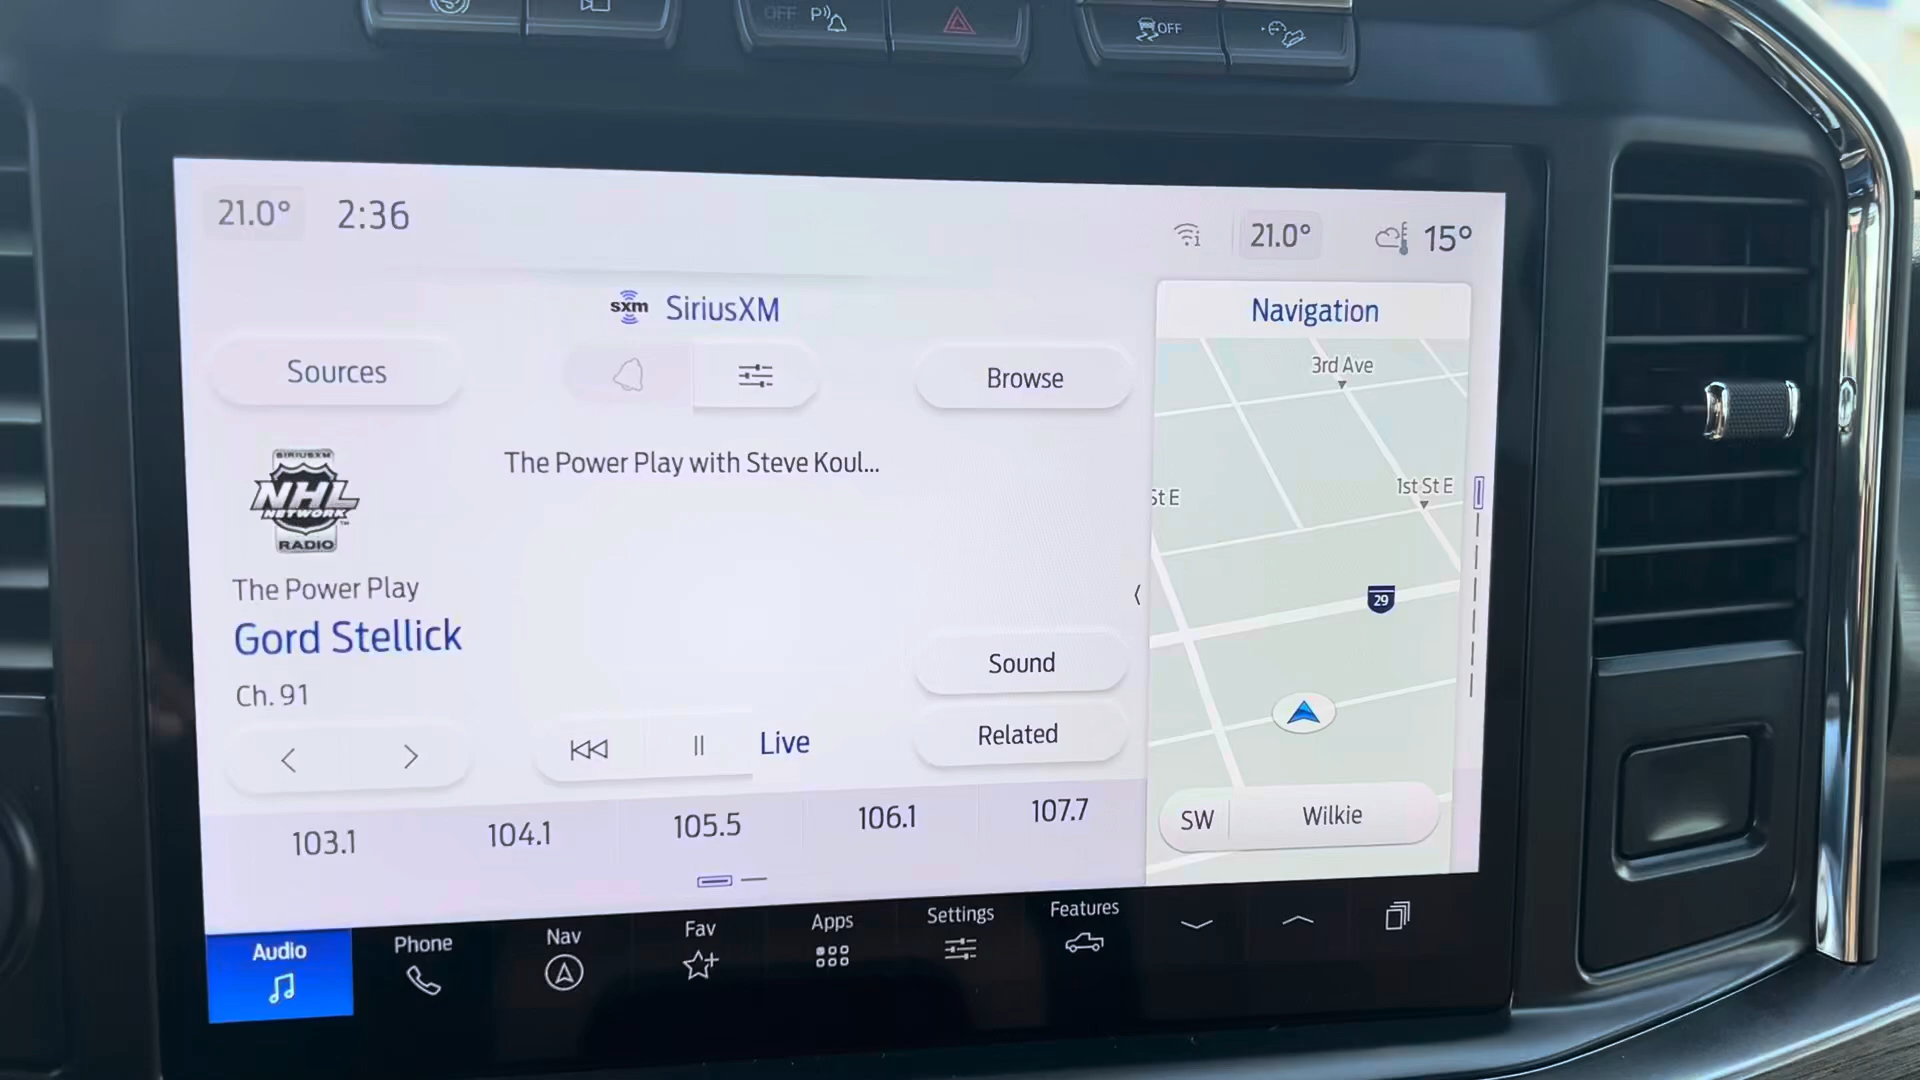 OFF P
OFF
21.0° 2:36
21.0° 15°
sxm SiriusXM
Navigation
Sources
Browse
3rd Ave
The Power Play with Steve Koul...
SIRIUSXM
NHL
NETWORK
RADIO
St E
1st St E
The Power Play
Gord Stellick
Ch. 91
29
Sound
Related
Live
SW Wilkie
103.1 104.1 105.5 106.1 107.7
Audio Phone Nav Fav Apps Settings Features